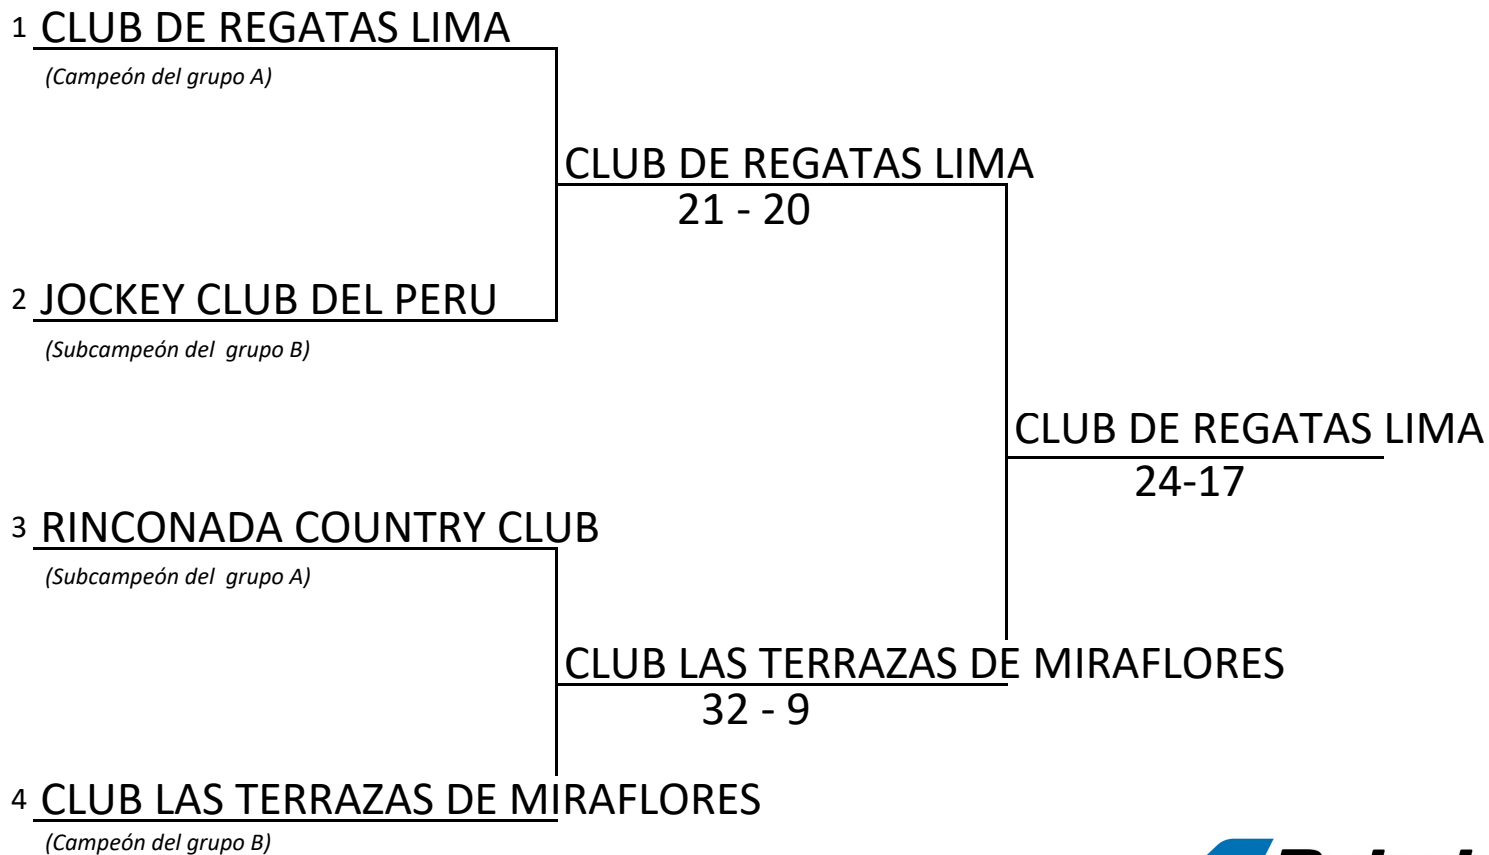 1 CLUB DE REGATAS LIMA
(Campeón del grupo A)
CLUB DE REGATAS LIMA
21 - 20
2 JOCKEY CLUB DEL PERU
(Subcampeón del grupo B)
CLUB DE REGATAS LIMA
24-17
3 RINCONADA COUNTRY CLUB
(Subcampeón del grupo A)
CLUB LAS TERRAZAS DE MIRAFLORES
32 - 9
4 CLUB LAS TERRAZAS DE MIRAFLORES
(Campeón del grupo B)